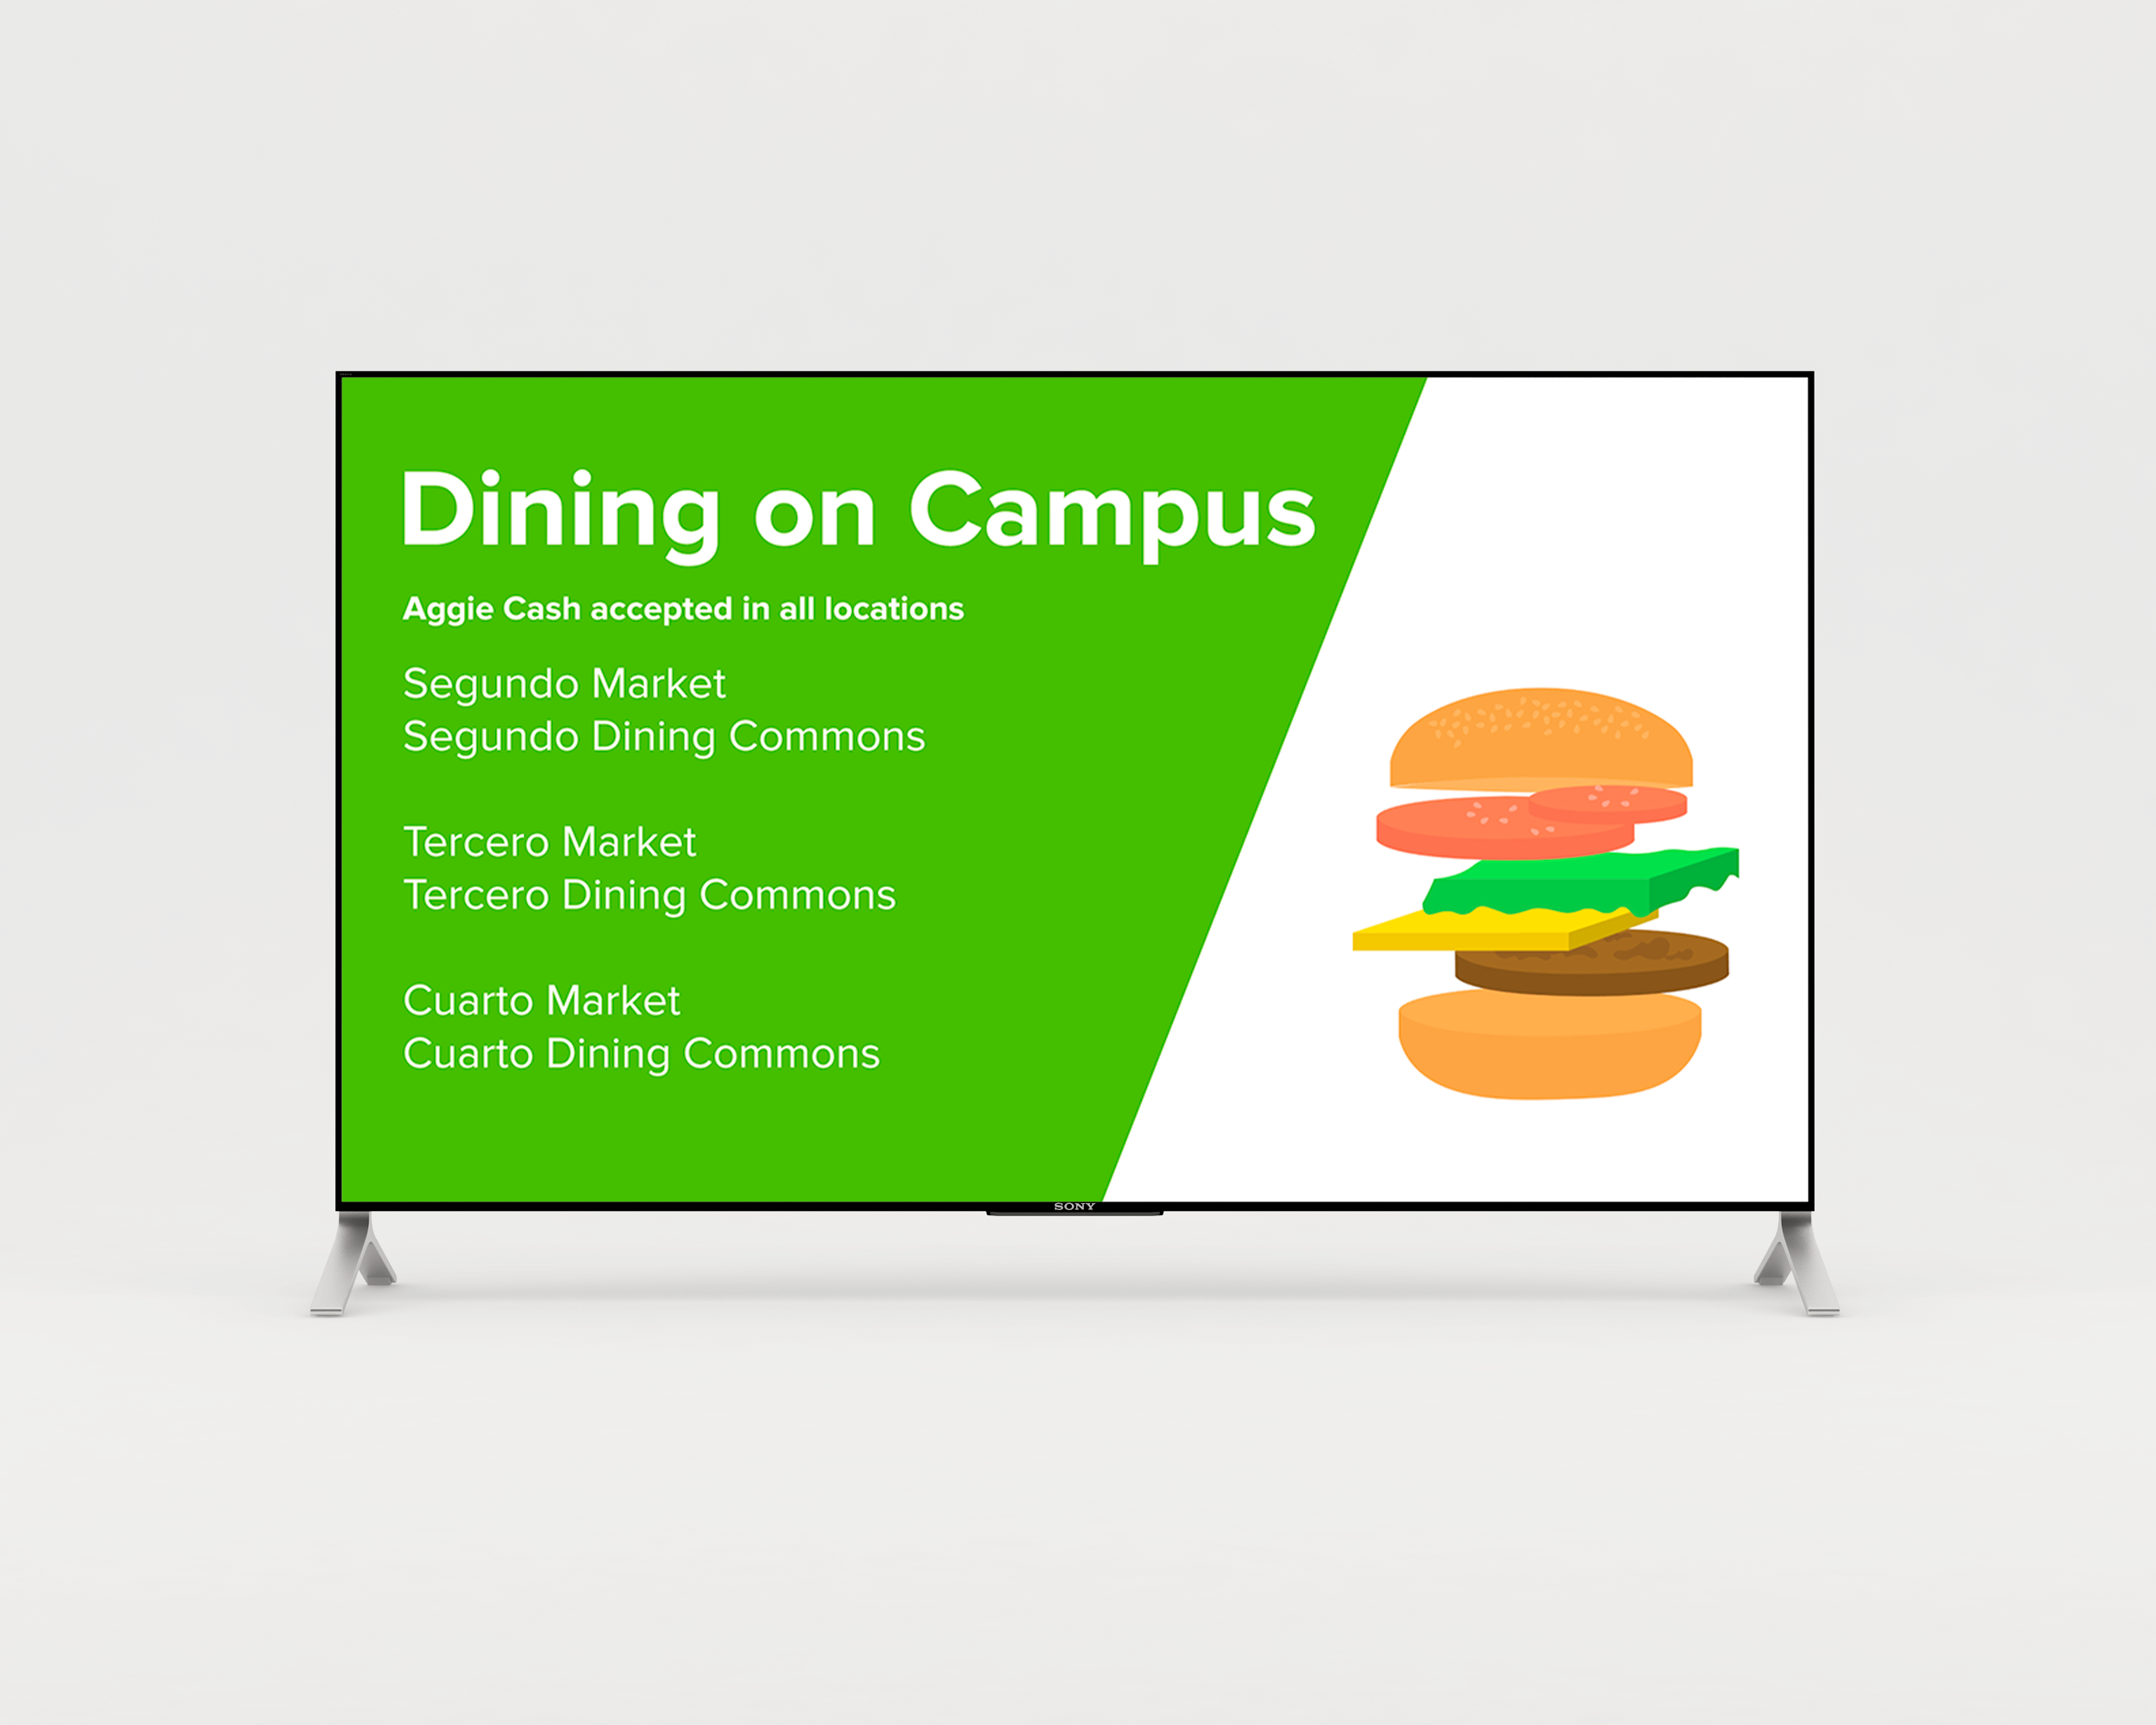 Dining on Campus
Aggie Cash accepted in all locations
Segundo Market
Segundo Dining Commons
Tercero Market
Tercero Dining Commons
Cuarto Market
Cuarto Dining Commons
SONY